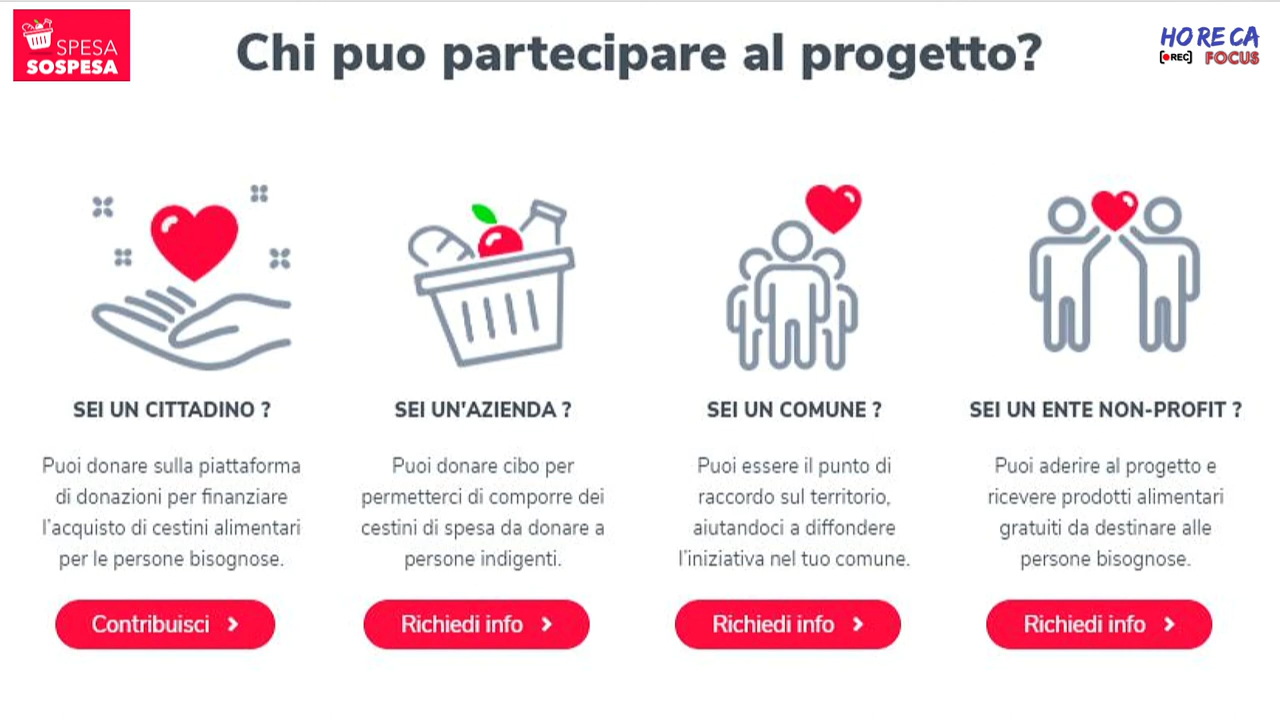 SPESA
SOSPESA
Chi puo partecipare al progetto?
HORECA
[REC] FOCUS
SEI UN CITTADINO ?
Puoi donare sulla piattaforma
di donazioni per finanziare
l'acquisto di cestini alimentari
per le persone bisognose.
Contribuisci
SEI UN'AZIENDA ?
Puoi donare cibo per
permetterci di comporre dei
cestini di spesa da donare a
persone indigenti.
Richiedi info
SEI UN COMUNE ?
Puoi essere il punto di
raccordo sul territorio,
aiutandoci a diffondere
l'iniziativa nel tuo comune.
Richiedi info
SEI UN ENTE NON-PROFIT ?
Puoi aderire al progetto e
ricevere prodotti alimentari
gratuiti da destinare alle
persone bisognose.
Richiedi info